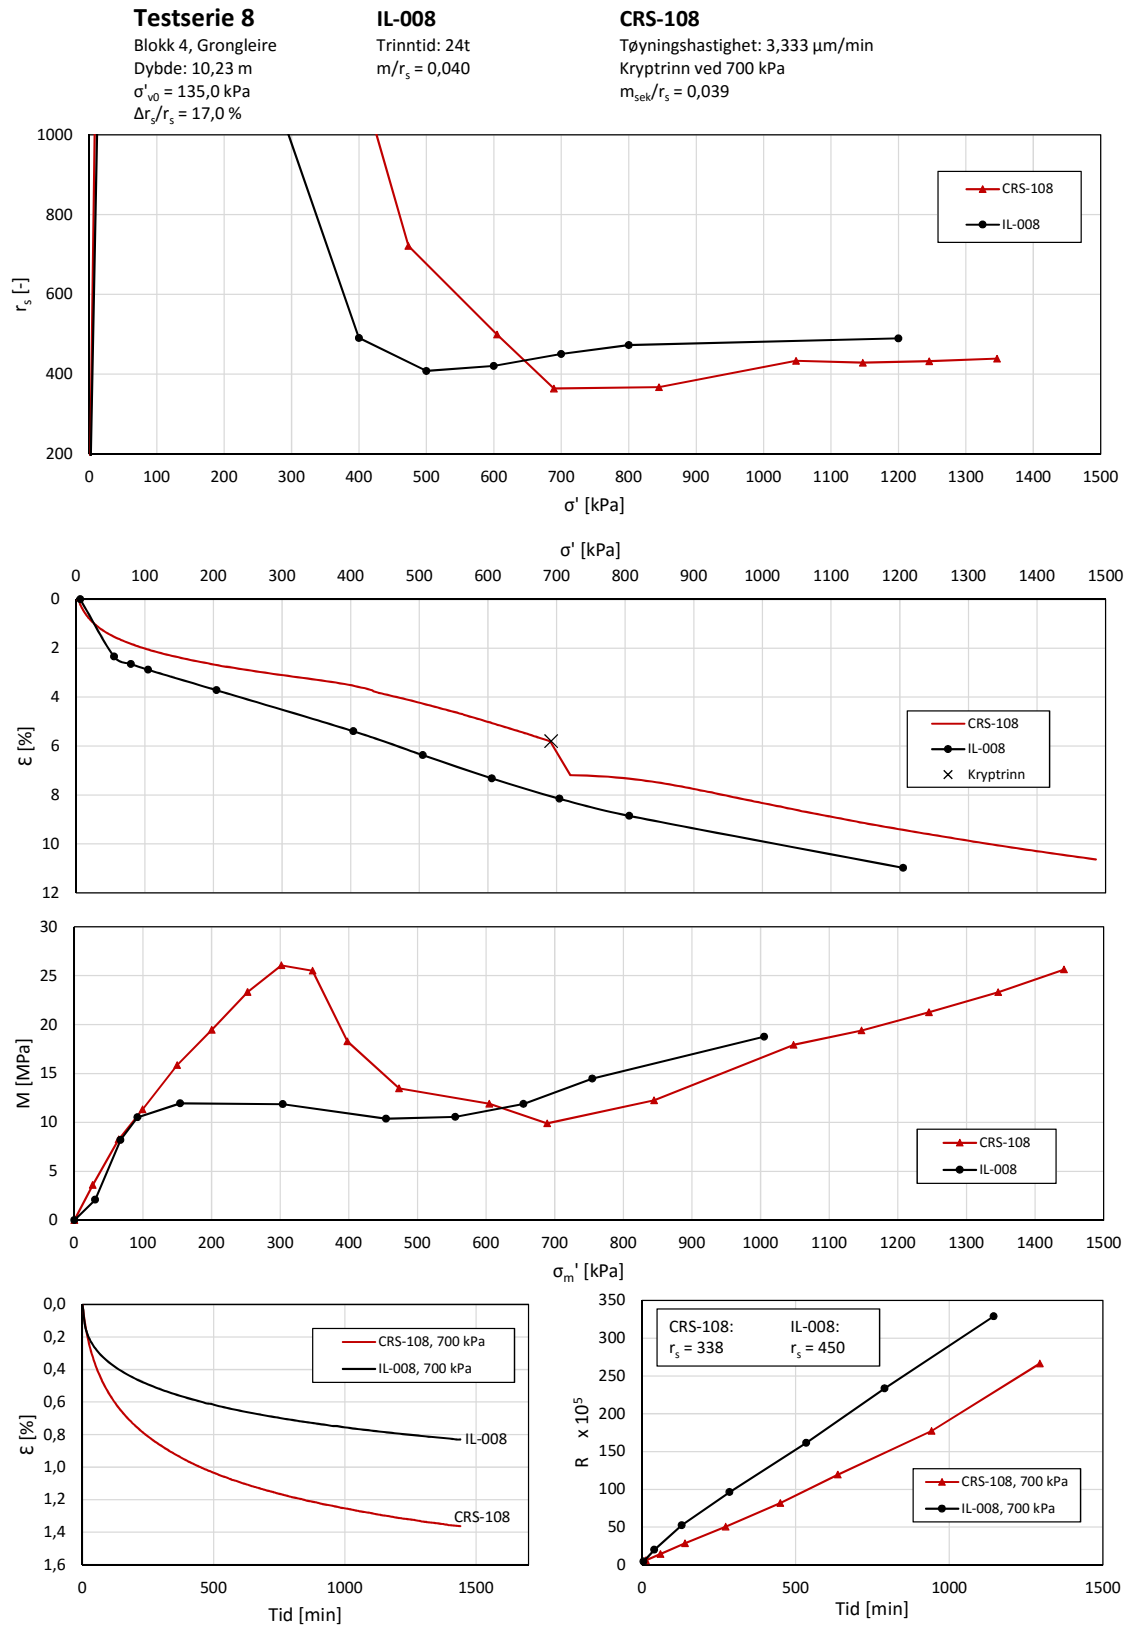 Testserie 8
Blokk 4, Grongleire
Dybde: 10,23 m
σ'v0 = 135,0 kPa
Δrs/rs = 17,0 %
IL-008
Trinntid: 24t
m/rs = 0,040
CRS-108
Tøyningshastighet: 3,333 µm/min
Kryptrinn ved 700 kPa
msek/rs = 0,039
1000
800
600
400
200
rs [-]
CRS-108
IL-008
0 100 200 300 400 500 600 700 800 900 1000 1100 1200 1300 1400 1500
σ' [kPa]
σ' [kPa]
0 100 200 300 400 500 600 700 800 900 1000 1100 1200 1300 1400 1500
0
2
4
6
8
10
12
ε [%]
CRS-108
IL-008
Kryptrinn
30
25
20
15
10
5
0
M [MPa]
CRS-108
IL-008
0 100 200 300 400 500 600 700 800 900 1000 1100 1200 1300 1400 1500
σm' [kPa]
0,0
0,2
0,4
0,6
0,8
1,0
1,2
1,4
1,6
ε [%]
CRS-108, 700 kPa
IL-008, 700 kPa
IL-008
CRS-108
0 500 1000 1500
Tid [min]
350
300
250
200
150
100
50
0
R x 10⁵
CRS-108:
rs = 338
IL-008:
rs = 450
CRS-108, 700 kPa
IL-008, 700 kPa
0 500 1000 1500
Tid [min]